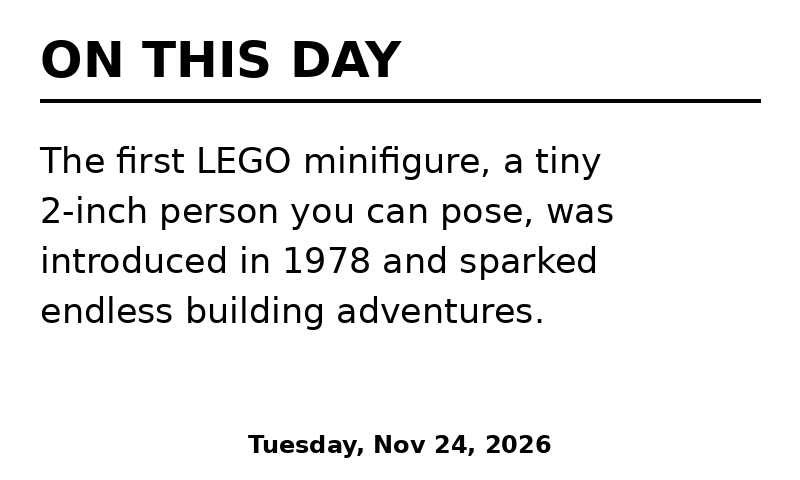 ON THIS DAY
The first LEGO minifigure, a tiny
2-inch person you can pose, was
introduced in 1978 and sparked
endless building adventures.
Tuesday, Nov 24, 2026